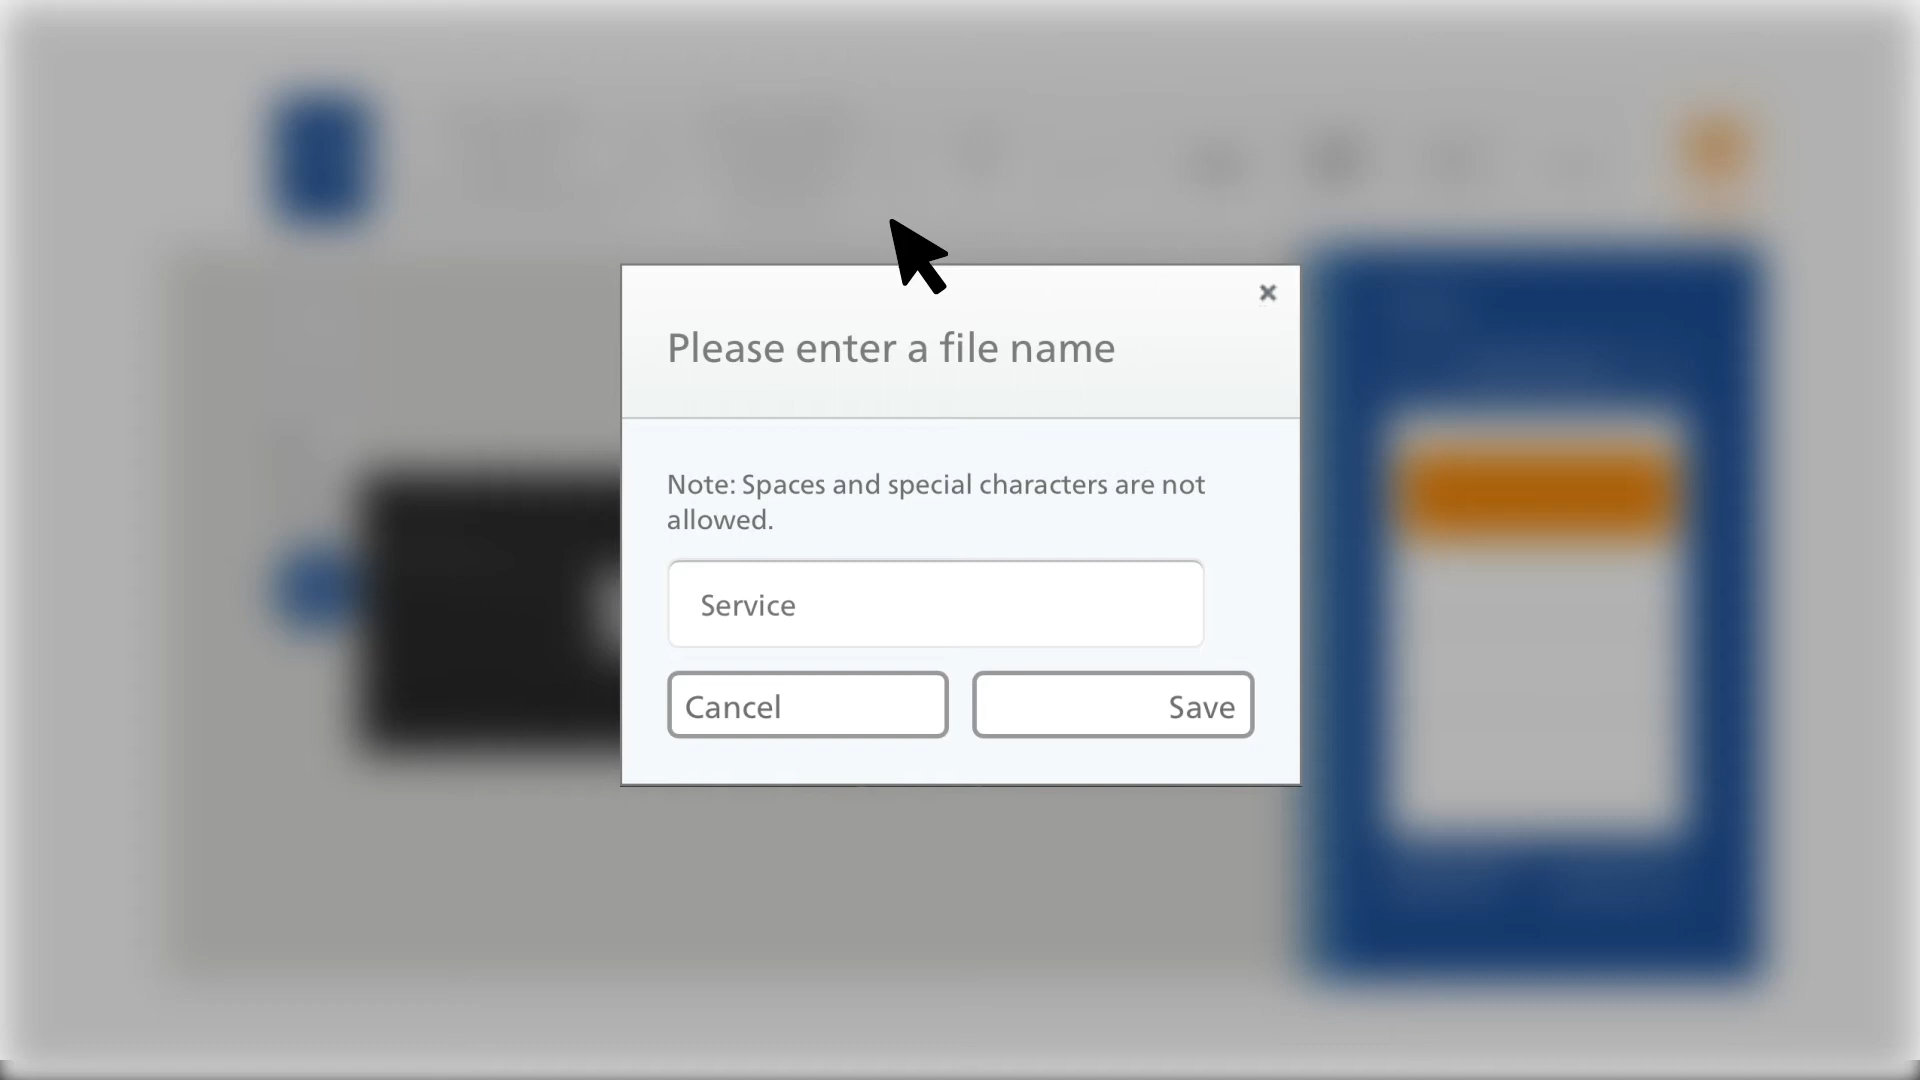 Please enter a file name
Note: Spaces and special characters are not
allowed.
Service
Cancel
Save